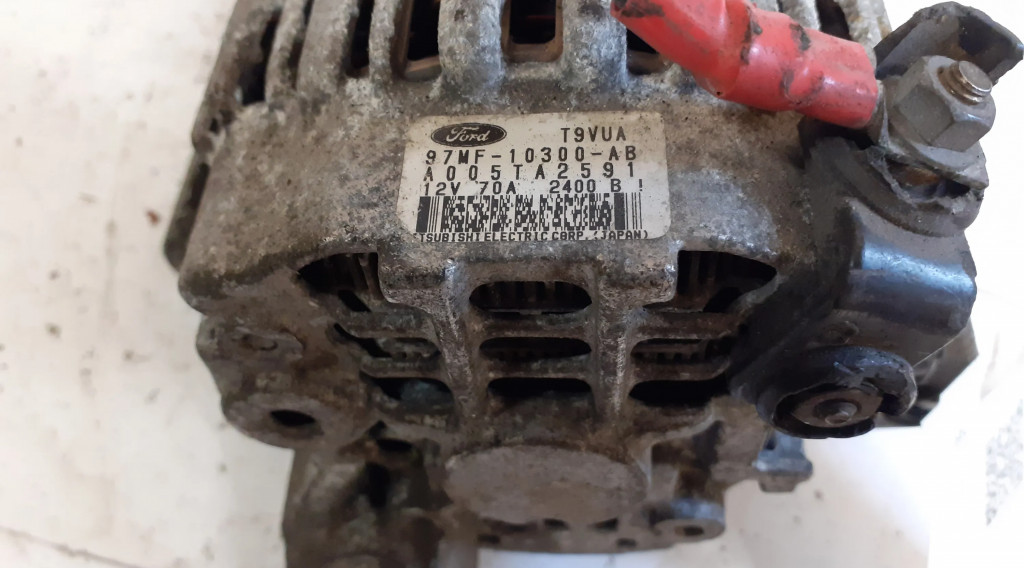 Ford T9VUA
97MF-10300-AB
A005TA2591
12V 70A 2400 B !
TSUBISHI ELECTRIC CORP. (JAPAN)